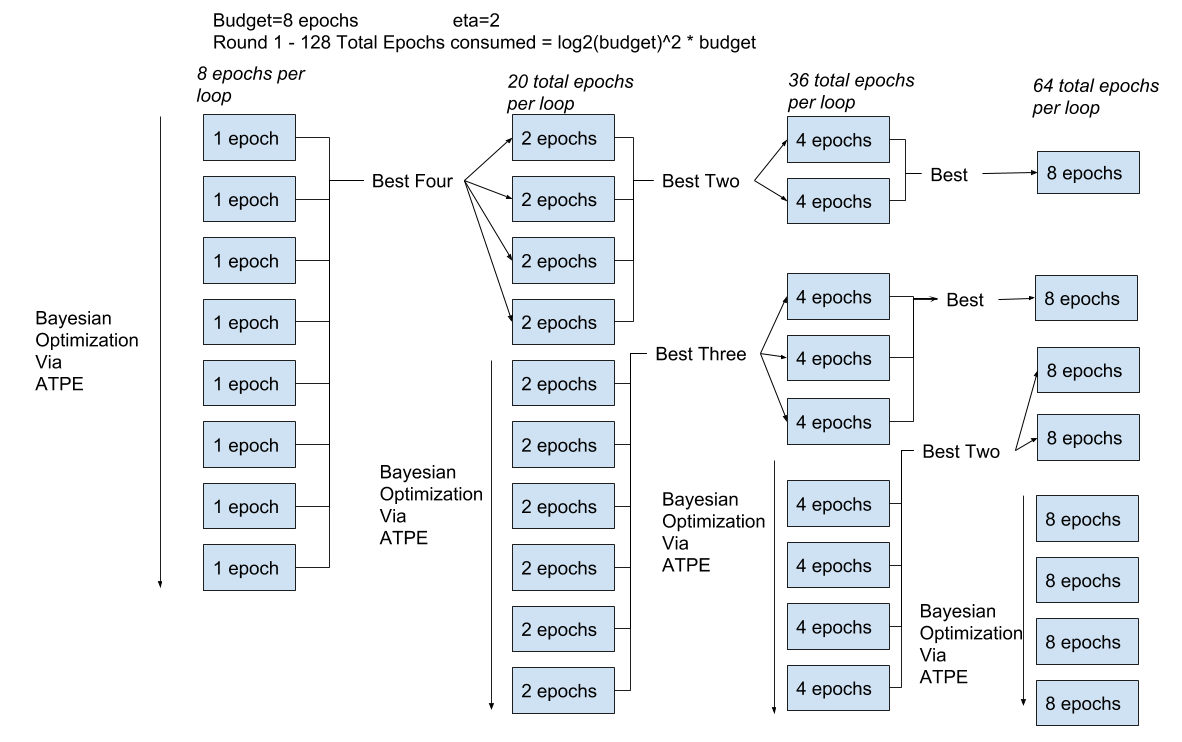 Budget=8 epochs eta=2
Round 1 - 128 Total Epochs consumed = log2(budget)^2 * budget
8 epochs per
loop
20 total epochs
per loop
36 total epochs
per loop
64 total epochs
per loop
1 epoch
1 epoch
1 epoch
1 epoch
1 epoch
1 epoch
1 epoch
1 epoch
Bayesian
Optimization
Via
ATPE
Best Four
2 epochs
2 epochs
2 epochs
2 epochs
2 epochs
2 epochs
2 epochs
2 epochs
2 epochs
2 epochs
Bayesian
Optimization
Via
ATPE
Best Two
Best Three
4 epochs
4 epochs
4 epochs
4 epochs
4 epochs
4 epochs
4 epochs
4 epochs
4 epochs
Bayesian
Optimization
Via
ATPE
Best
Best
Best Two
8 epochs
8 epochs
8 epochs
8 epochs
8 epochs
8 epochs
8 epochs
8 epochs
Bayesian
Optimization
Via
ATPE